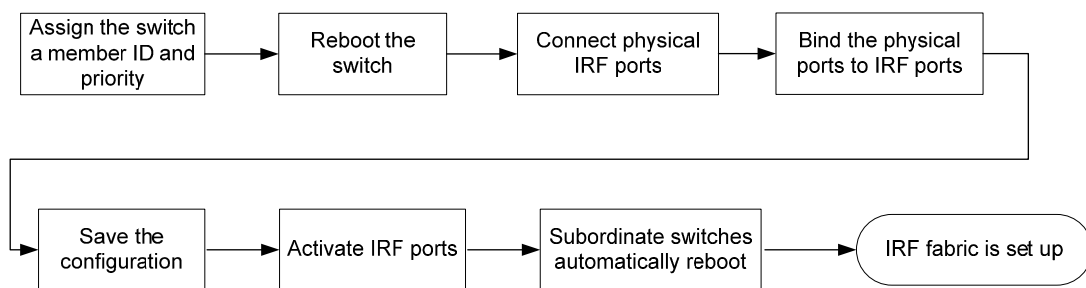 Assign the switch
a member ID and
priority
Reboot the
switch
Connect physical
IRF ports
Bind the physical
ports to IRF ports
Save the
configuration
Activate IRF ports
Subordinate switches
automatically reboot
IRF fabric is set up